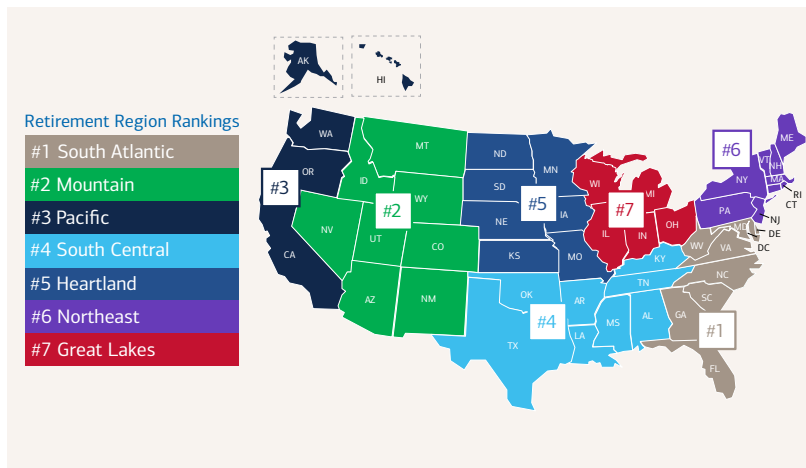 AK
HI
Retirement Region Rankings
#1 South Atlantic
#2 Mountain
#3 Pacific
#4 South Central
#5 Heartland
#6 Northeast
#7 Great Lakes
WA
OR
CA
#3
MT
ID
WY
NV
UT
CO
AZ
NM
#2
ND
SD
NE
KS
MN
IA
MO
#5
WI
MI
IL
IN
OH
#7
OK
TX
AR
LA
MS
AL
TN
KY
#4
ME
VT
NH
MA
NY
PA
RI
CT
NJ
#6
DE
DC
MD
WV
VA
NC
SC
GA
FL
#1